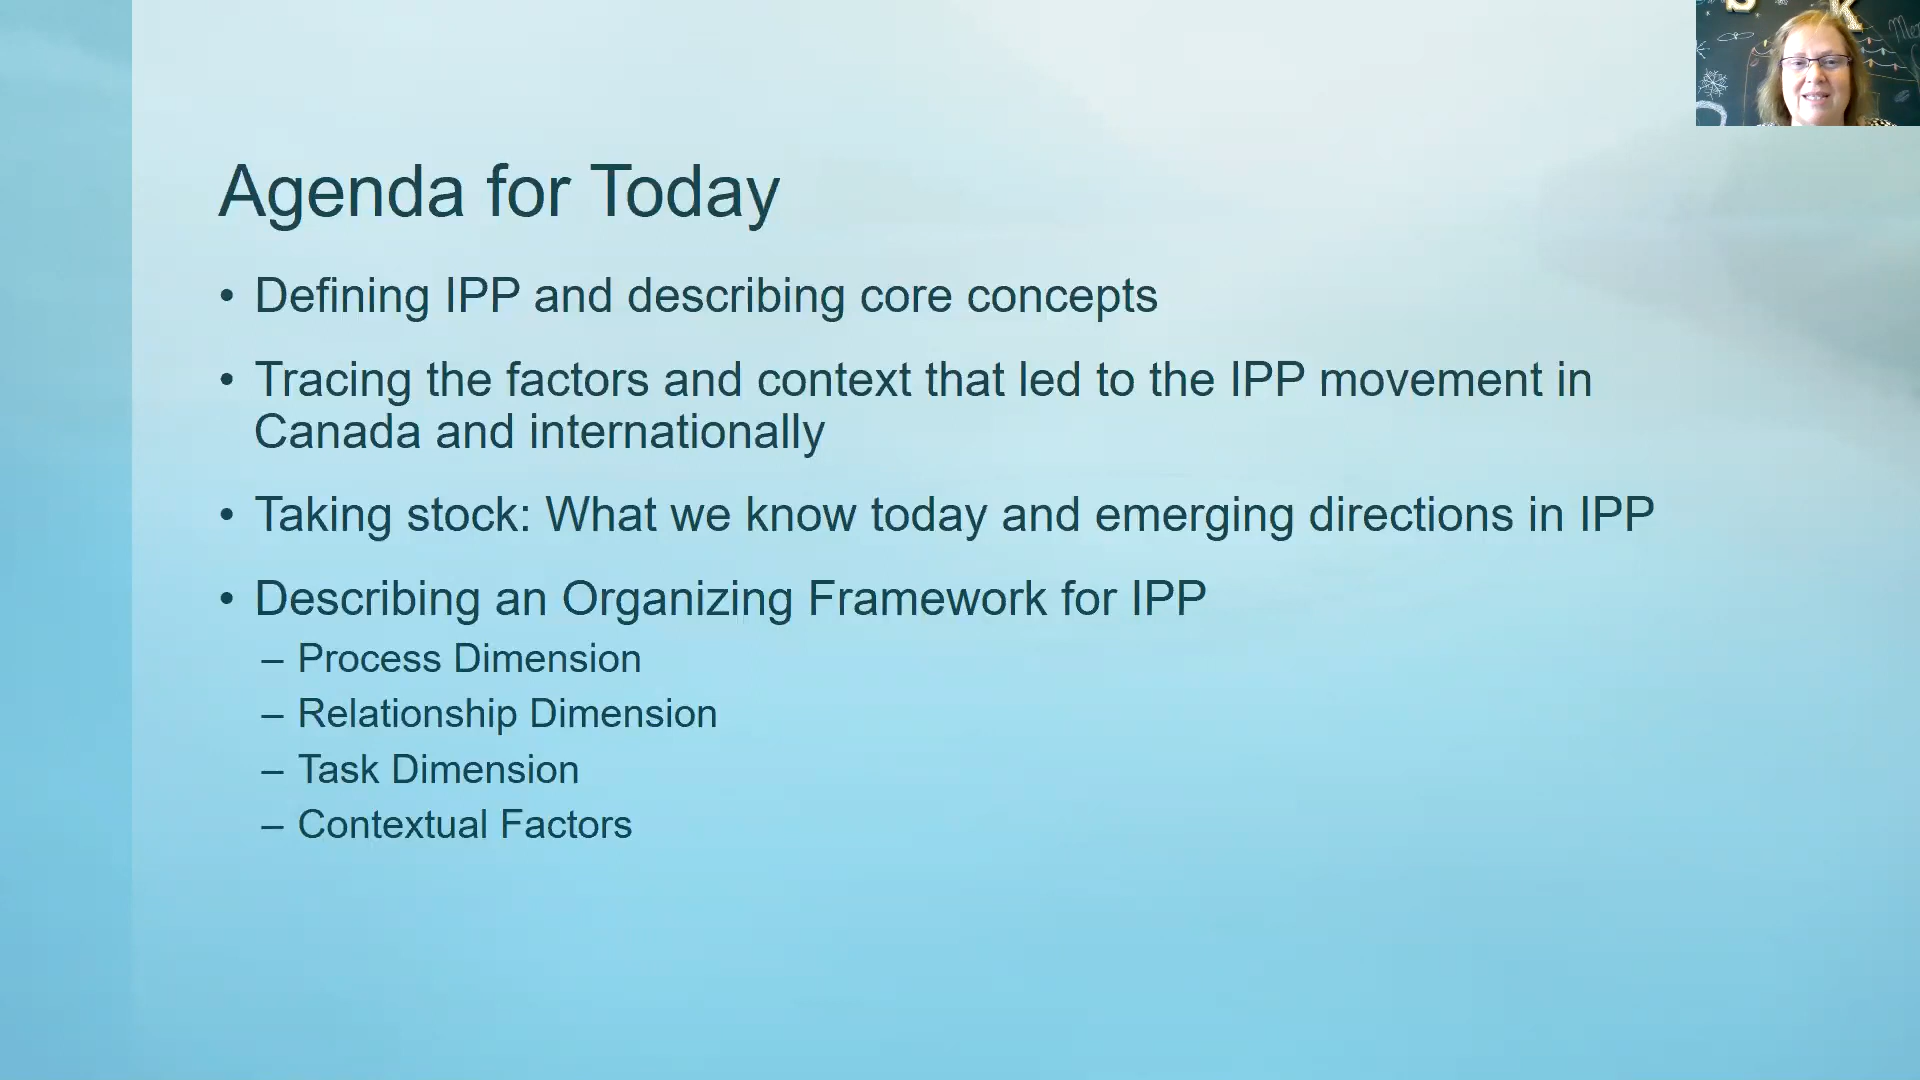 Agenda for Today
• Defining IPP and describing core concepts
• Tracing the factors and context that led to the IPP movement in
Canada and internationally
• Taking stock: What we know today and emerging directions in IPP
• Describing an Organizing Framework for IPP
– Process Dimension
– Relationship Dimension
– Task Dimension
– Contextual Factors